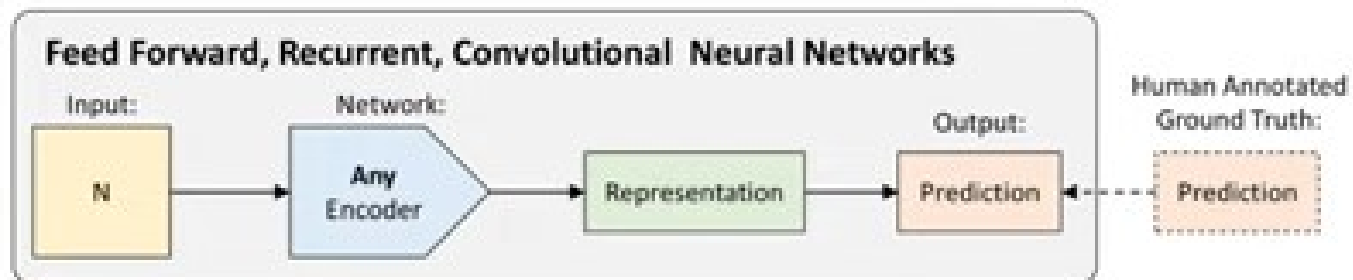 Feed Forward, Recurrent, Convolutional Neural Networks
Input:
Network:
Output:
Human Annotated
Ground Truth:
N
Any
Encoder
Representation
Prediction
Prediction